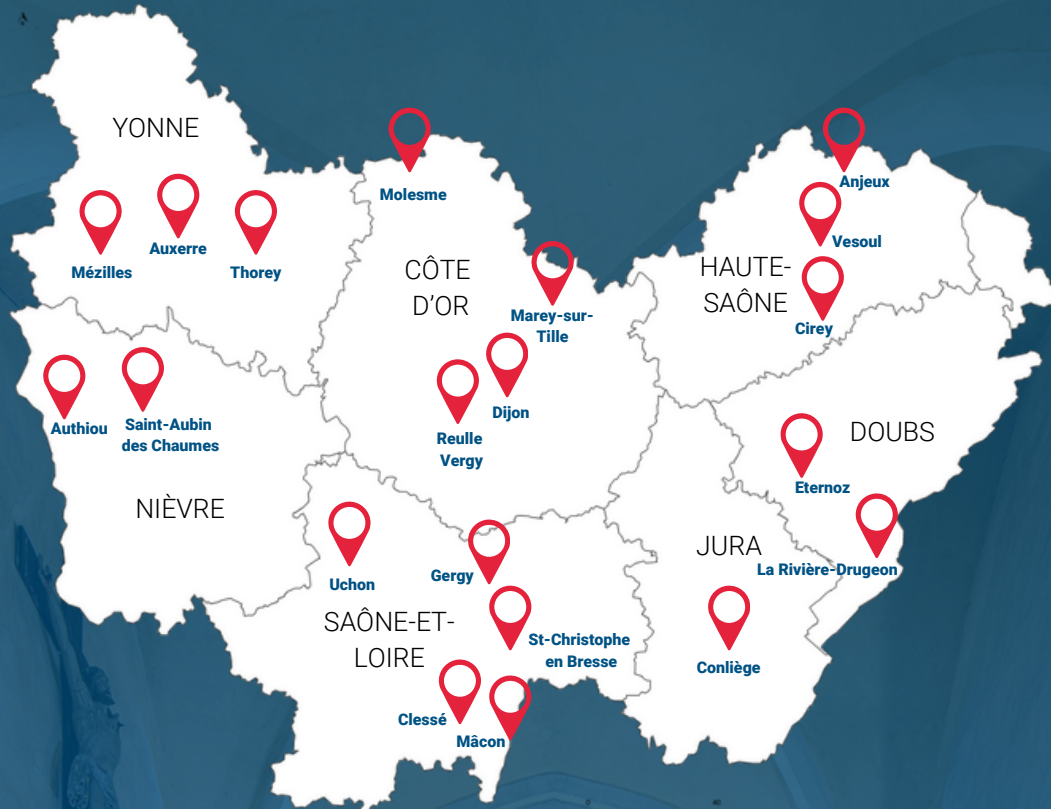 YONNE
Mézilles
Auxerre
Thorey
Molesme
CÔTE
D'OR
Marey-sur-
Tille
Dijon
Reulle
Vergy
Anjeux
Vesoul
HAUTE-
SAÔNE
Cirey
Authiou
Saint-Aubin
des Chaumes
NIÈVRE
DOUBS
Eternoz
La Rivière-Drugeon
JURA
Conliège
Uchon
Gergy
SAÔNE-ET-
LOIRE
St-Christophe
en Bresse
Clessé
Mâcon